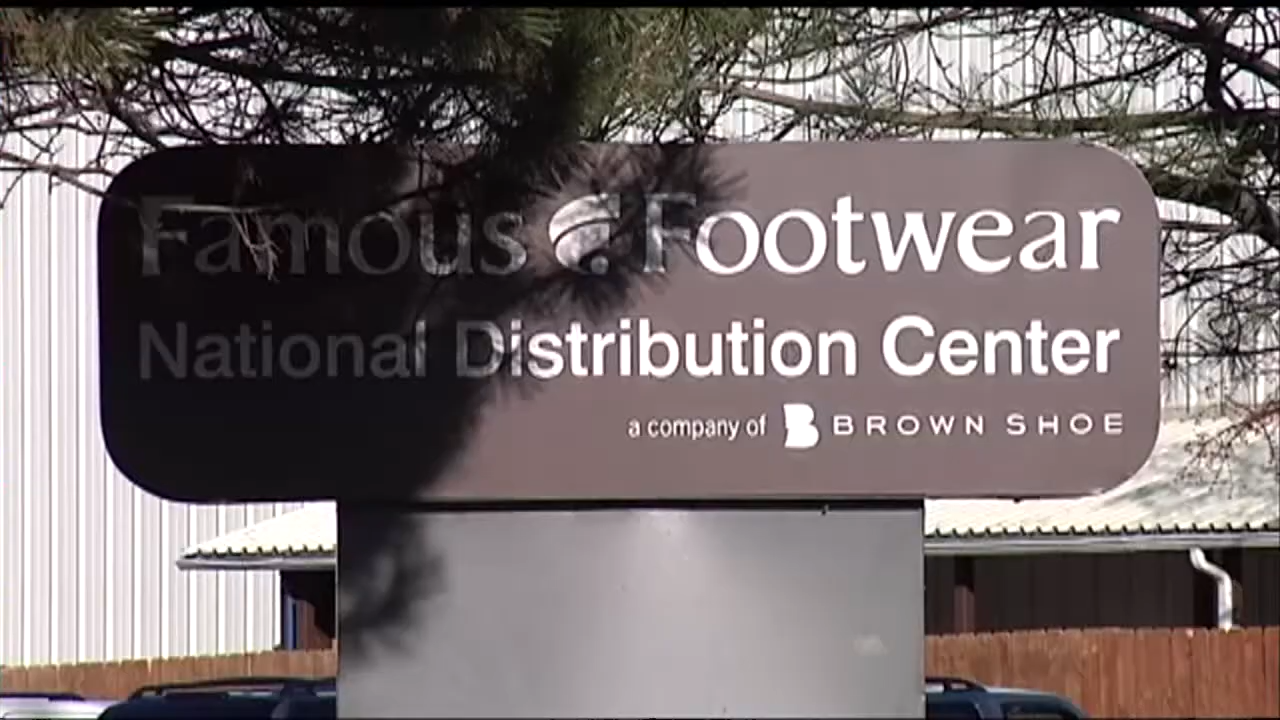 Famous Footwear
National Distribution Center
a company of B BROWN SHOE